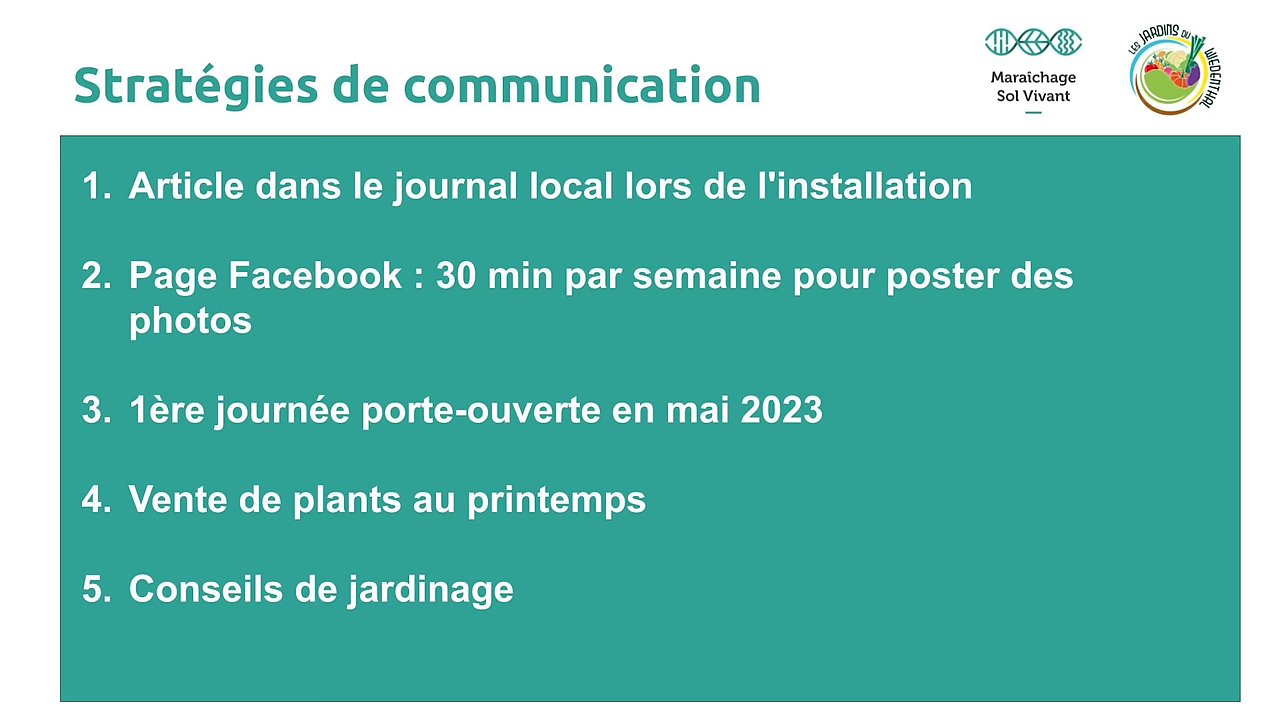 Stratégies de communication
Maraîchage
Sol Vivant
LES JARDINS DU WIEDENTHAL
1. Article dans le journal local lors de l'installation
2. Page Facebook : 30 min par semaine pour poster des
photos
3. 1ère journée porte-ouverte en mai 2023
4. Vente de plants au printemps
5. Conseils de jardinage